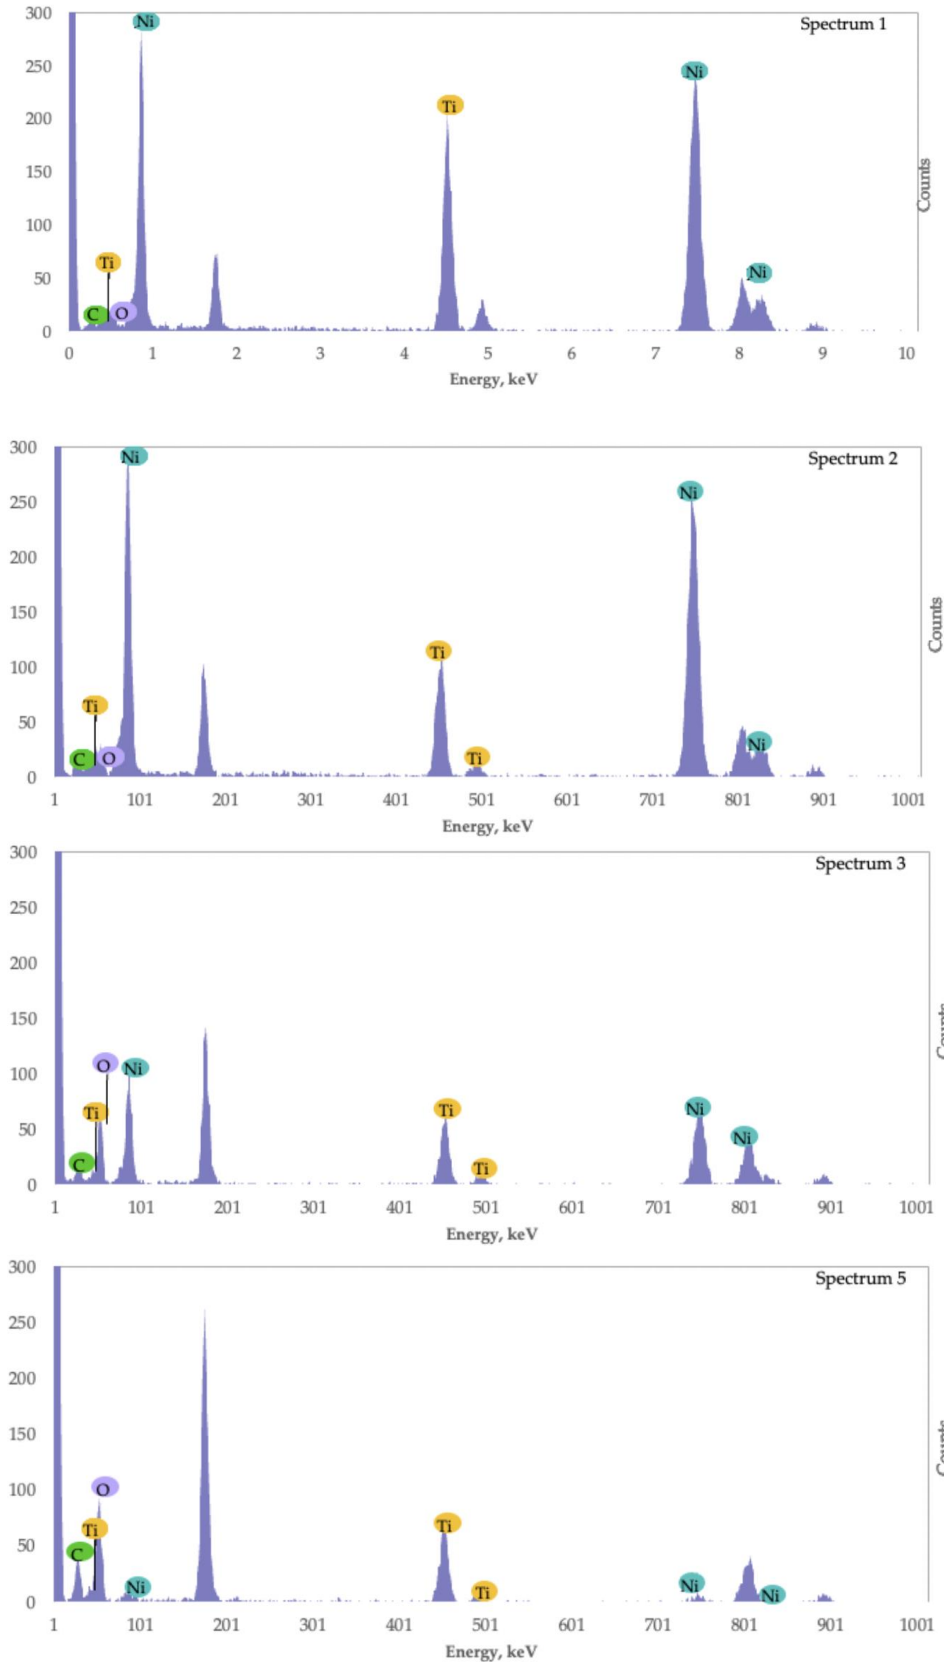 300
Ni
Spectrum 1
250
Ni
Ti
200
150
Counts
100
Ti
Ni
50
C
O
0
0 1 2 3 4 5 6 7 8 9 10
Energy, keV
300
Ni
Spectrum 2
250
Ni
200
150
Counts
Ti
100
Ti
50
Ti
Ni
C
O
0
1 101 201 301 401 501 601 701 801 901 1001
Energy, keV
300
Spectrum 3
250
200
150
Counts
O
Ni
100
Ti
Ti
Ni
50
Ni
C
Ti
0
1 101 201 301 401 501 601 701 801 901 1001
Energy, keV
300
Spectrum 5
250
200
150
Counts
O
100
Ti
Ti
50
C
Ni
Ti
Ni
Ni
0
1 101 201 301 401 501 601 701 801 901 1001
Energy, keV